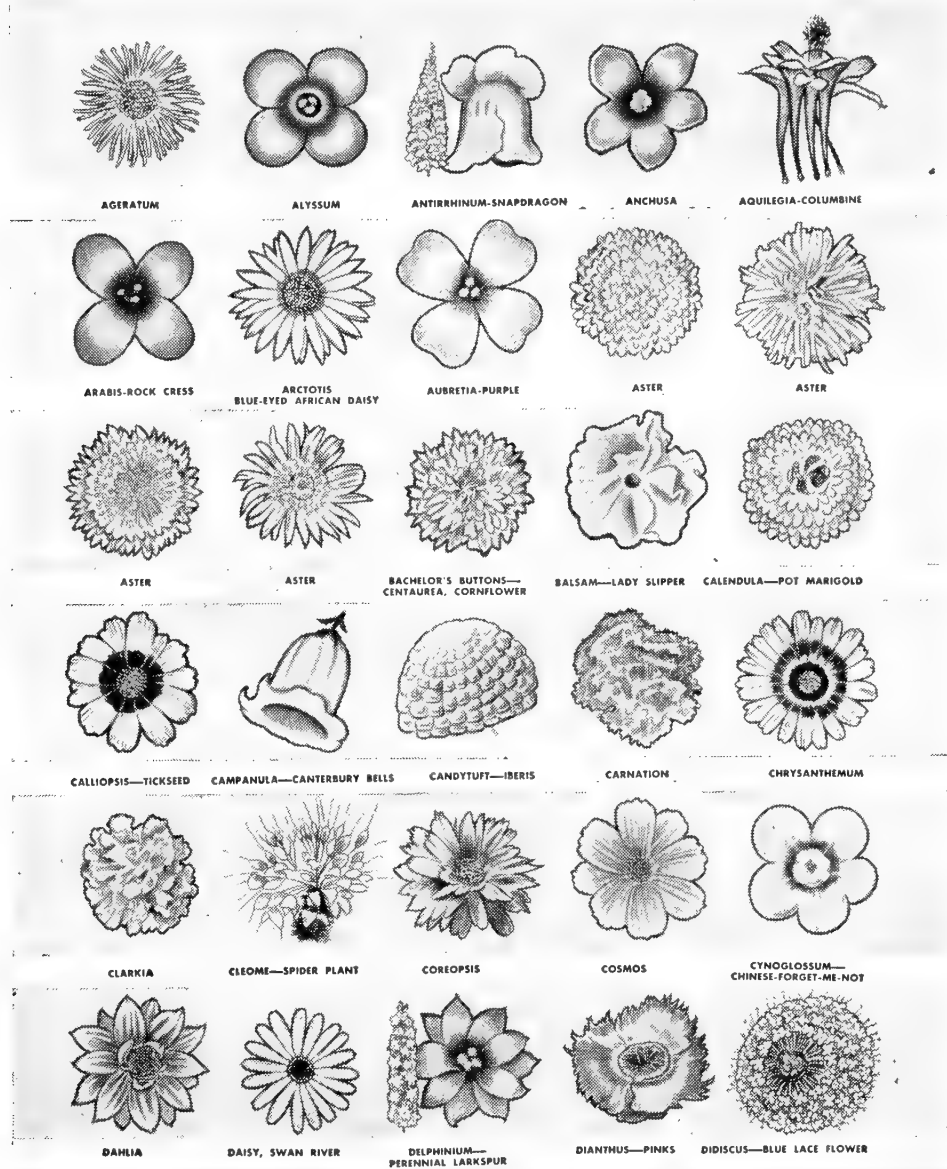 AGERATUM
ALYSSUM
ANTIRRHINUM-SNAPDRAGON
ANCHUSA
AQUILEGIA-COLUMBINE
ARABIS-ROCK CRESS
ARCTOTIS
BLUE-EYED AFRICAN DAISY
AUBRETIA-PURPLE
ASTER
ASTER
ASTER
ASTER
BACHELOR'S BUTTONS—
CENTAUREA, CORNFLOWER
BALSAM—LADY SLIPPER
CALENDULA—POT MARIGOLD
CALLIOPSIS—TICKSEED
CAMPANULA—CANTERBURY BELLS
CANDYTUFT—IBERIS
CARNATION
CHRYSANTHEMUM
CLARKIA
CLEOME—SPIDER PLANT
COREOPSIS
COSMOS
CYNOGLOSSUM—
CHINESE-FORGET-ME-NOT
DAHLIA
DAISY, SWAN RIVER
DELPHINIUM—
PERENNIAL LARKSPUR
DIANTHUS—PINKS
DIDISCUS—BLUE LACE FLOWER